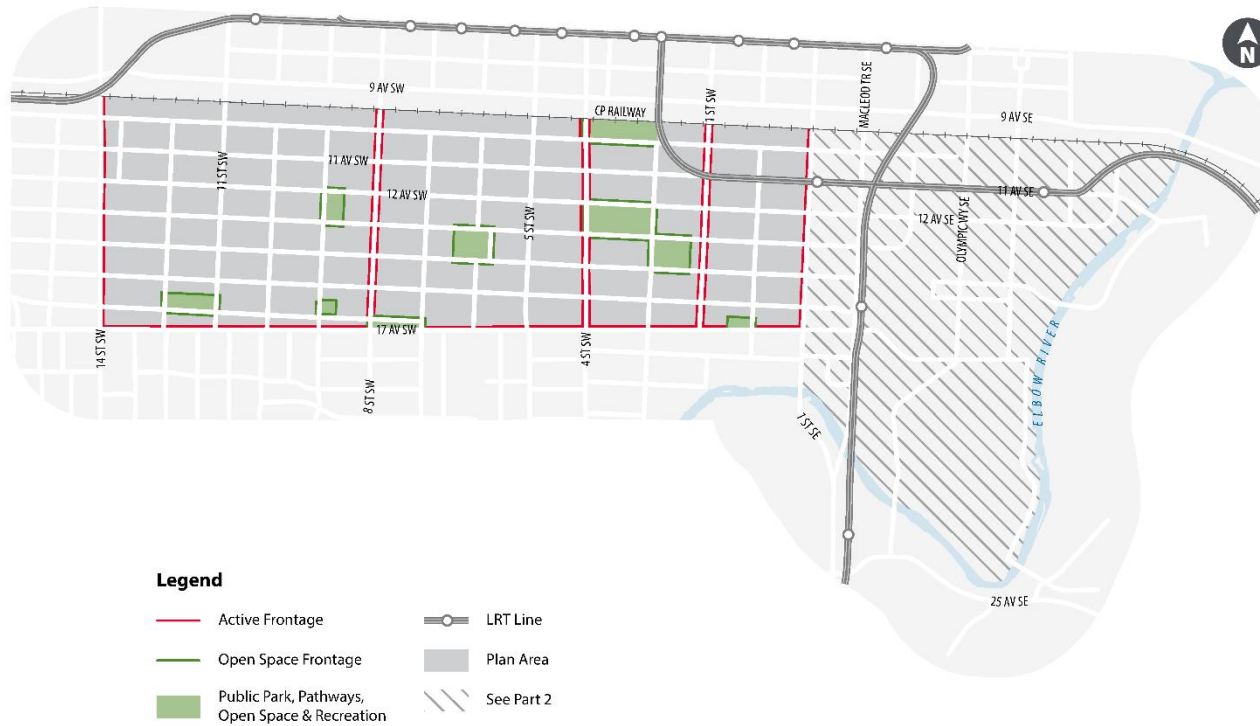 N
9 AV SW
CP RAILWAY
1 ST SW
MACLEOD TR SE
9 AV SE
11 ST SW
11 AV SW
12 AV SW
5 ST SW
11 AV SE
12 AV SE
OLYMPIC WY SE
17 AV SW
14 ST SW
8 ST SW
4 ST SW
7 ST SE
ELBOW RIVER
25 AV SE
Legend
Active Frontage
Open Space Frontage
Public Park, Pathways,
Open Space & Recreation
LRT Line
Plan Area
See Part 2